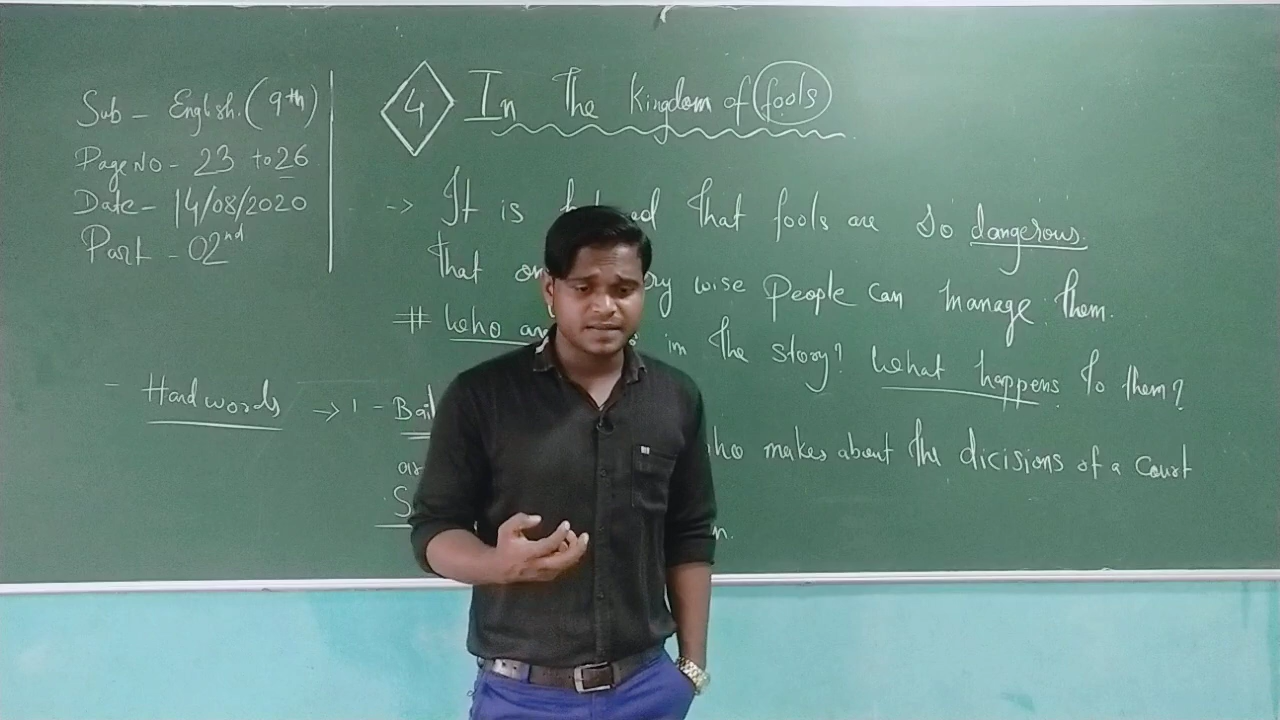 Sub - English. (9th)
Page No - 23 to 26
Date - 14/08/2020
Part - 02nd
4 In The Kingdom of fools
-> It is That fools are so dangerous.
That wise People can manage them.
# Who in The story? What happens To them?
- Hard words -> 1 -
makes about The dicisions of a Court